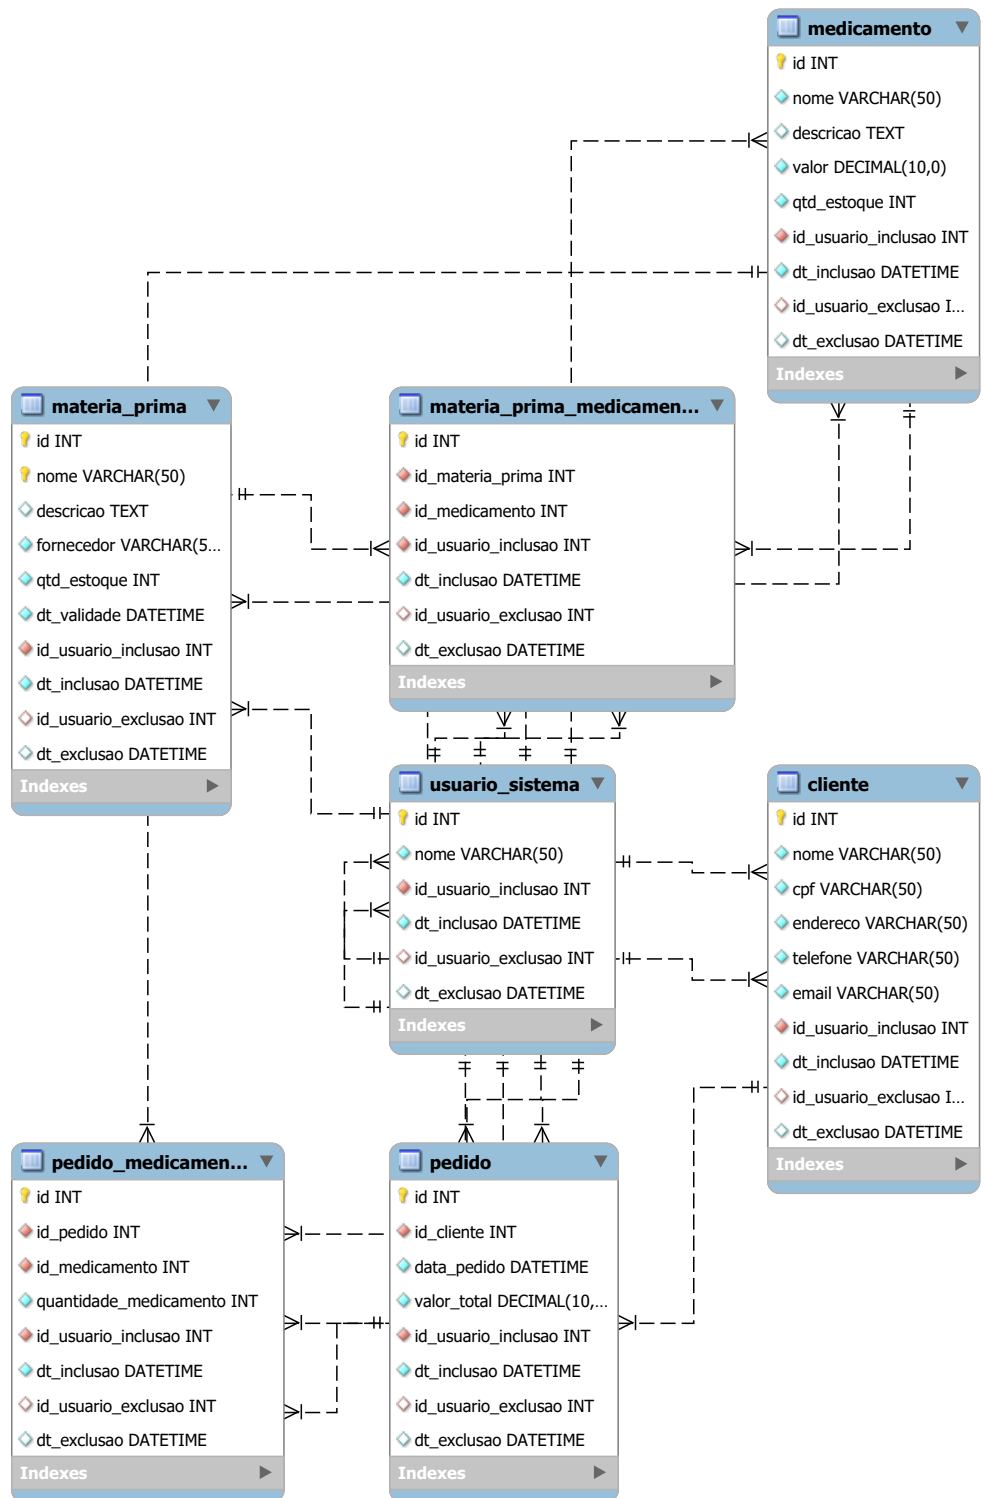 medicamento
id INT
nome VARCHAR(50)
descricao TEXT
valor DECIMAL(10,0)
qtd_estoque INT
id_usuario_inclusao INT
dt_inclusao DATETIME
id_usuario_exclusao I...
dt_exclusao DATETIME
Indexes
materia_prima
id INT
nome VARCHAR(50)
descricao TEXT
fornecedor VARCHAR(5...
qtd_estoque INT
dt_validade DATETIME
id_usuario_inclusao INT
dt_inclusao DATETIME
id_usuario_exclusao INT
dt_exclusao DATETIME
Indexes
materia_prima_medicamen...
id INT
id_materia_prima INT
id_medicamento INT
id_usuario_inclusao INT
dt_inclusao DATETIME
id_usuario_exclusao INT
dt_exclusao DATETIME
Indexes
usuario_sistema
id INT
nome VARCHAR(50)
id_usuario_inclusao INT
dt_inclusao DATETIME
id_usuario_exclusao INT
dt_exclusao DATETIME
Indexes
cliente
id INT
nome VARCHAR(50)
cpf VARCHAR(50)
endereco VARCHAR(50)
telefone VARCHAR(50)
email VARCHAR(50)
id_usuario_inclusao INT
dt_inclusao DATETIME
id_usuario_exclusao I...
dt_exclusao DATETIME
Indexes
pedido_medicamen...
id INT
id_pedido INT
id_medicamento INT
quantidade_medicamento INT
id_usuario_inclusao INT
dt_inclusao DATETIME
id_usuario_exclusao INT
dt_exclusao DATETIME
Indexes
pedido
id INT
id_cliente INT
data_pedido DATETIME
valor_total DECIMAL(10,...
id_usuario_inclusao INT
dt_inclusao DATETIME
id_usuario_exclusao INT
dt_exclusao DATETIME
Indexes